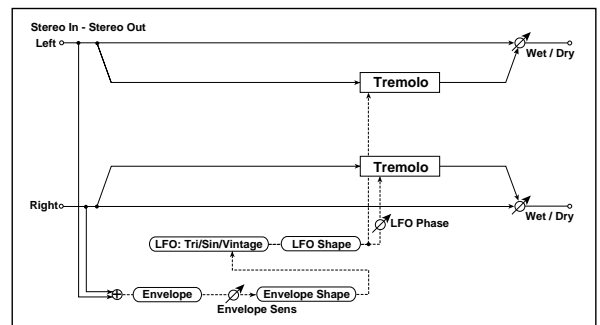 Stereo In - Stereo Out
Left
Wet / Dry
Tremolo
Tremolo
Right
Wet / Dry
LFO Phase
LFO: Tri/Sin/Vintage
LFO Shape
Envelope
Envelope Sens
Envelope Shape